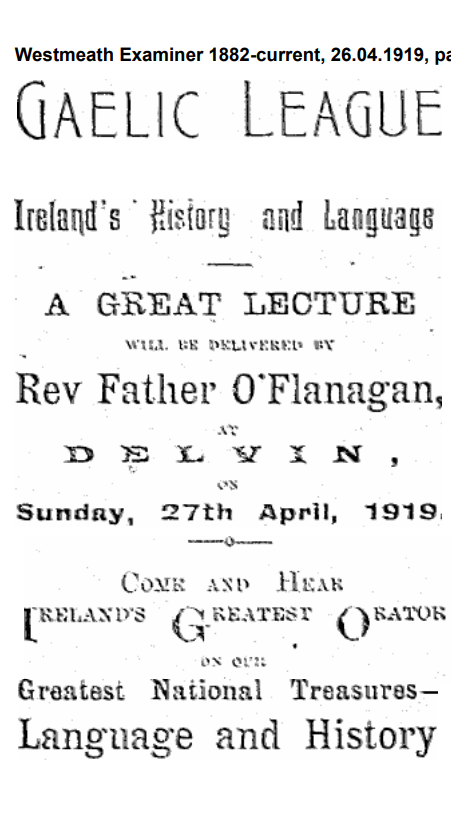 Westmeath Examiner 1882-current, 26.04.1919, pa
GAELIC LEAGUE
Ireland's History and Language
A GREAT LECTURE
WILL BE DELIVERED BY
Rev Father O'Flanagan,
AT
DELVIN,
ON
Sunday, 27th April, 1919.
COME AND HEAR
IRELAND'S GREATEST ORATOR
ON OUR
Greatest National Treasures—
Language and History